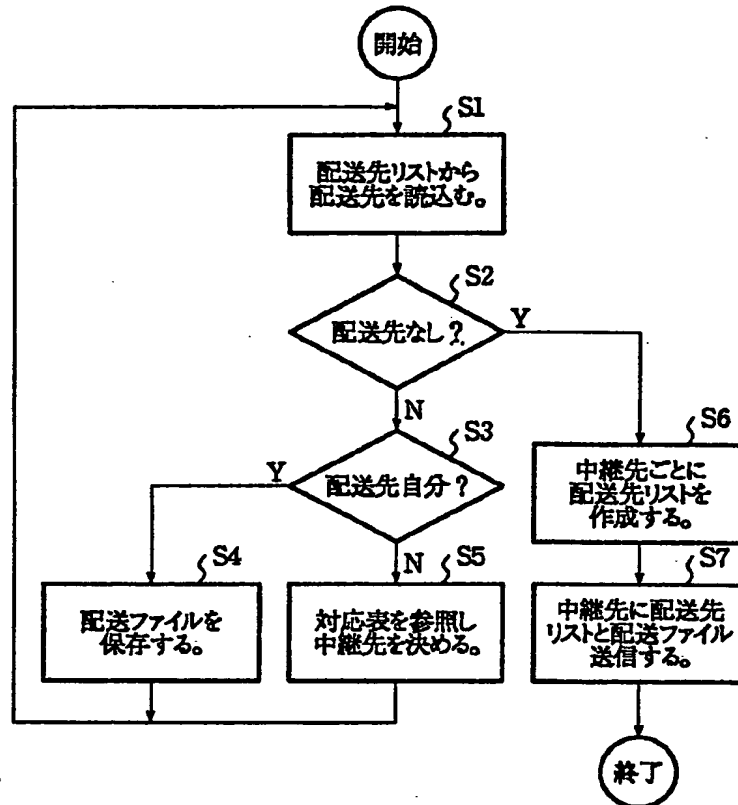 開始
S1
配送先リストから
配送先を読込む。
S2
配送先なし？
Y
N
S3
配送先自分？
Y
N
S4
配送ファイルを
保存する。
S5
対応表を参照し
中継先を決める。
S6
中継先ごとに
配送先リストを
作成する。
S7
中継先に配送先
リストと配送ファイル
送信する。
終了